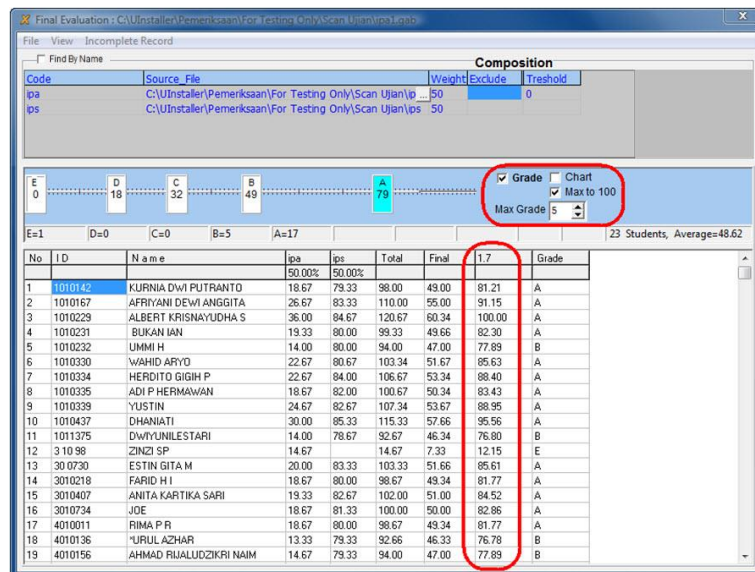 Final Evaluation : C:\UInstaller\Pemeriksaan\For Testing Only\Scan Ujian\ipa1.gab
File View Incomplete Record
Find By Name Composition
Code Source_File Weight Exclude Treshold
ipa C:\UInstaller\Pemeriksaan\For Testing Only\Scan Ujian\ip ... 50 0
ips C:\UInstaller\Pemeriksaan\For Testing Only\Scan Ujian\ips 50
E D C B A Grade Chart
0 18 32 49 79 Max to 100
Max Grade 5
E=1 D=0 C=0 B=5 A=17 23 Students, Average=48.62
No I D N a m e ipa ips Total Final 1.7 Grade
50.00% 50.00%
1 1010142 KURNIA DWI PUTRANTO 18.67 79.33 98.00 49.00 81.21 A
2 1010167 AFRIYANI DEWI ANGGITA 26.67 83.33 110.00 55.00 91.15 A
3 1010229 ALBERT KRISNAYUDHA S 36.00 84.67 120.67 60.34 100.00 A
4 1010231 BUKAN IAN 19.33 80.00 99.33 49.66 82.30 A
5 1010232 UMMI H 14.00 80.00 94.00 47.00 77.89 B
6 1010330 WAHID ARYO 22.67 80.67 103.34 51.67 85.63 A
7 1010334 HERDITO GIGIH P 22.67 84.00 106.67 53.34 88.40 A
8 1010335 ADI P HERMAWAN 18.67 82.00 100.67 50.34 83.43 A
9 1010339 YUSTIN 24.67 82.67 107.34 53.67 88.95 A
10 1010437 DHANIATI 30.00 85.33 115.33 57.66 95.56 A
11 1011375 DWIYUNILESTARI 14.00 78.67 92.67 46.34 76.80 B
12 3 10 98 ZINZI SP 14.67 14.67 7.33 12.15 E
13 30 0730 ESTIN GITA M 20.00 83.33 103.33 51.66 85.61 A
14 3010218 FARID H I 18.67 80.00 98.67 49.34 81.77 A
15 3010407 ANITA KARTIKA SARI 19.33 82.67 102.00 51.00 84.52 A
16 3010734 JOE 18.67 81.33 100.00 50.00 82.86 A
17 4010011 RIMA P R 18.67 80.00 98.67 49.34 81.77 A
18 4010136 *URUL AZHAR 13.33 79.33 92.66 46.33 76.78 B
19 4010156 AHMAD RIJALUDZIKRI NAIM 14.67 79.33 94.00 47.00 77.89 B